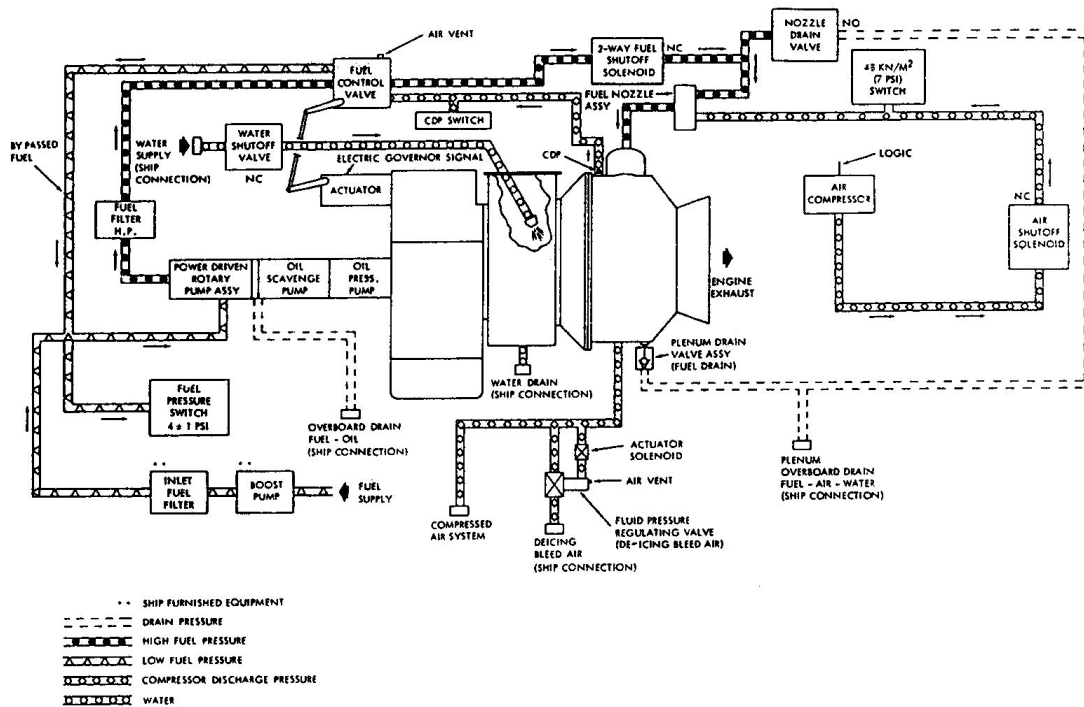 AIR VENT
FUEL
CONTROL
VALVE
2-WAY FUEL
SHUTOFF
SOLENOID
NC
NOZZLE
DRAIN
VALVE
NO
48 KN/M²
(7 PSI)
SWITCH
FUEL NOZZLE
ASSY
CDP SWITCH
BY PASSED
FUEL
WATER
SUPPLY
(SHIP
CONNECTION)
WATER
SHUTOFF
VALVE
NC
ELECTRIC GOVERNOR SIGNAL
ACTUATOR
CDP
LOGIC
AIR
COMPRESSOR
NC
AIR
SHUTOFF
SOLENOID
FUEL
FILTER
H.P.
POWER DRIVEN
ROTARY
PUMP ASSY
OIL
SCAVENGE
PUMP
OIL
PRESS.
PUMP
ENGINE
EXHAUST
PLENUM DRAIN
VALVE ASSY
(FUEL DRAIN)
WATER DRAIN
(SHIP CONNECTION)
FUEL
PRESSURE
SWITCH
4 ± 1 PSI
OVERBOARD DRAIN
FUEL - OIL
(SHIP CONNECTION)
ACTUATOR
SOLENOID
AIR VENT
PLENUM
OVERBOARD DRAIN
FUEL - AIR - WATER
(SHIP CONNECTION)
INLET
FUEL
FILTER
BOOST
PUMP
FUEL
SUPPLY
COMPRESSED
AIR SYSTEM
DEICING
BLEED AIR
(SHIP CONNECTION)
FLUID PRESSURE
REGULATING VALVE
(DE-ICING BLEED AIR)
SHIP FURNISHED EQUIPMENT
DRAIN PRESSURE
HIGH FUEL PRESSURE
LOW FUEL PRESSURE
COMPRESSOR DISCHARGE PRESSURE
WATER